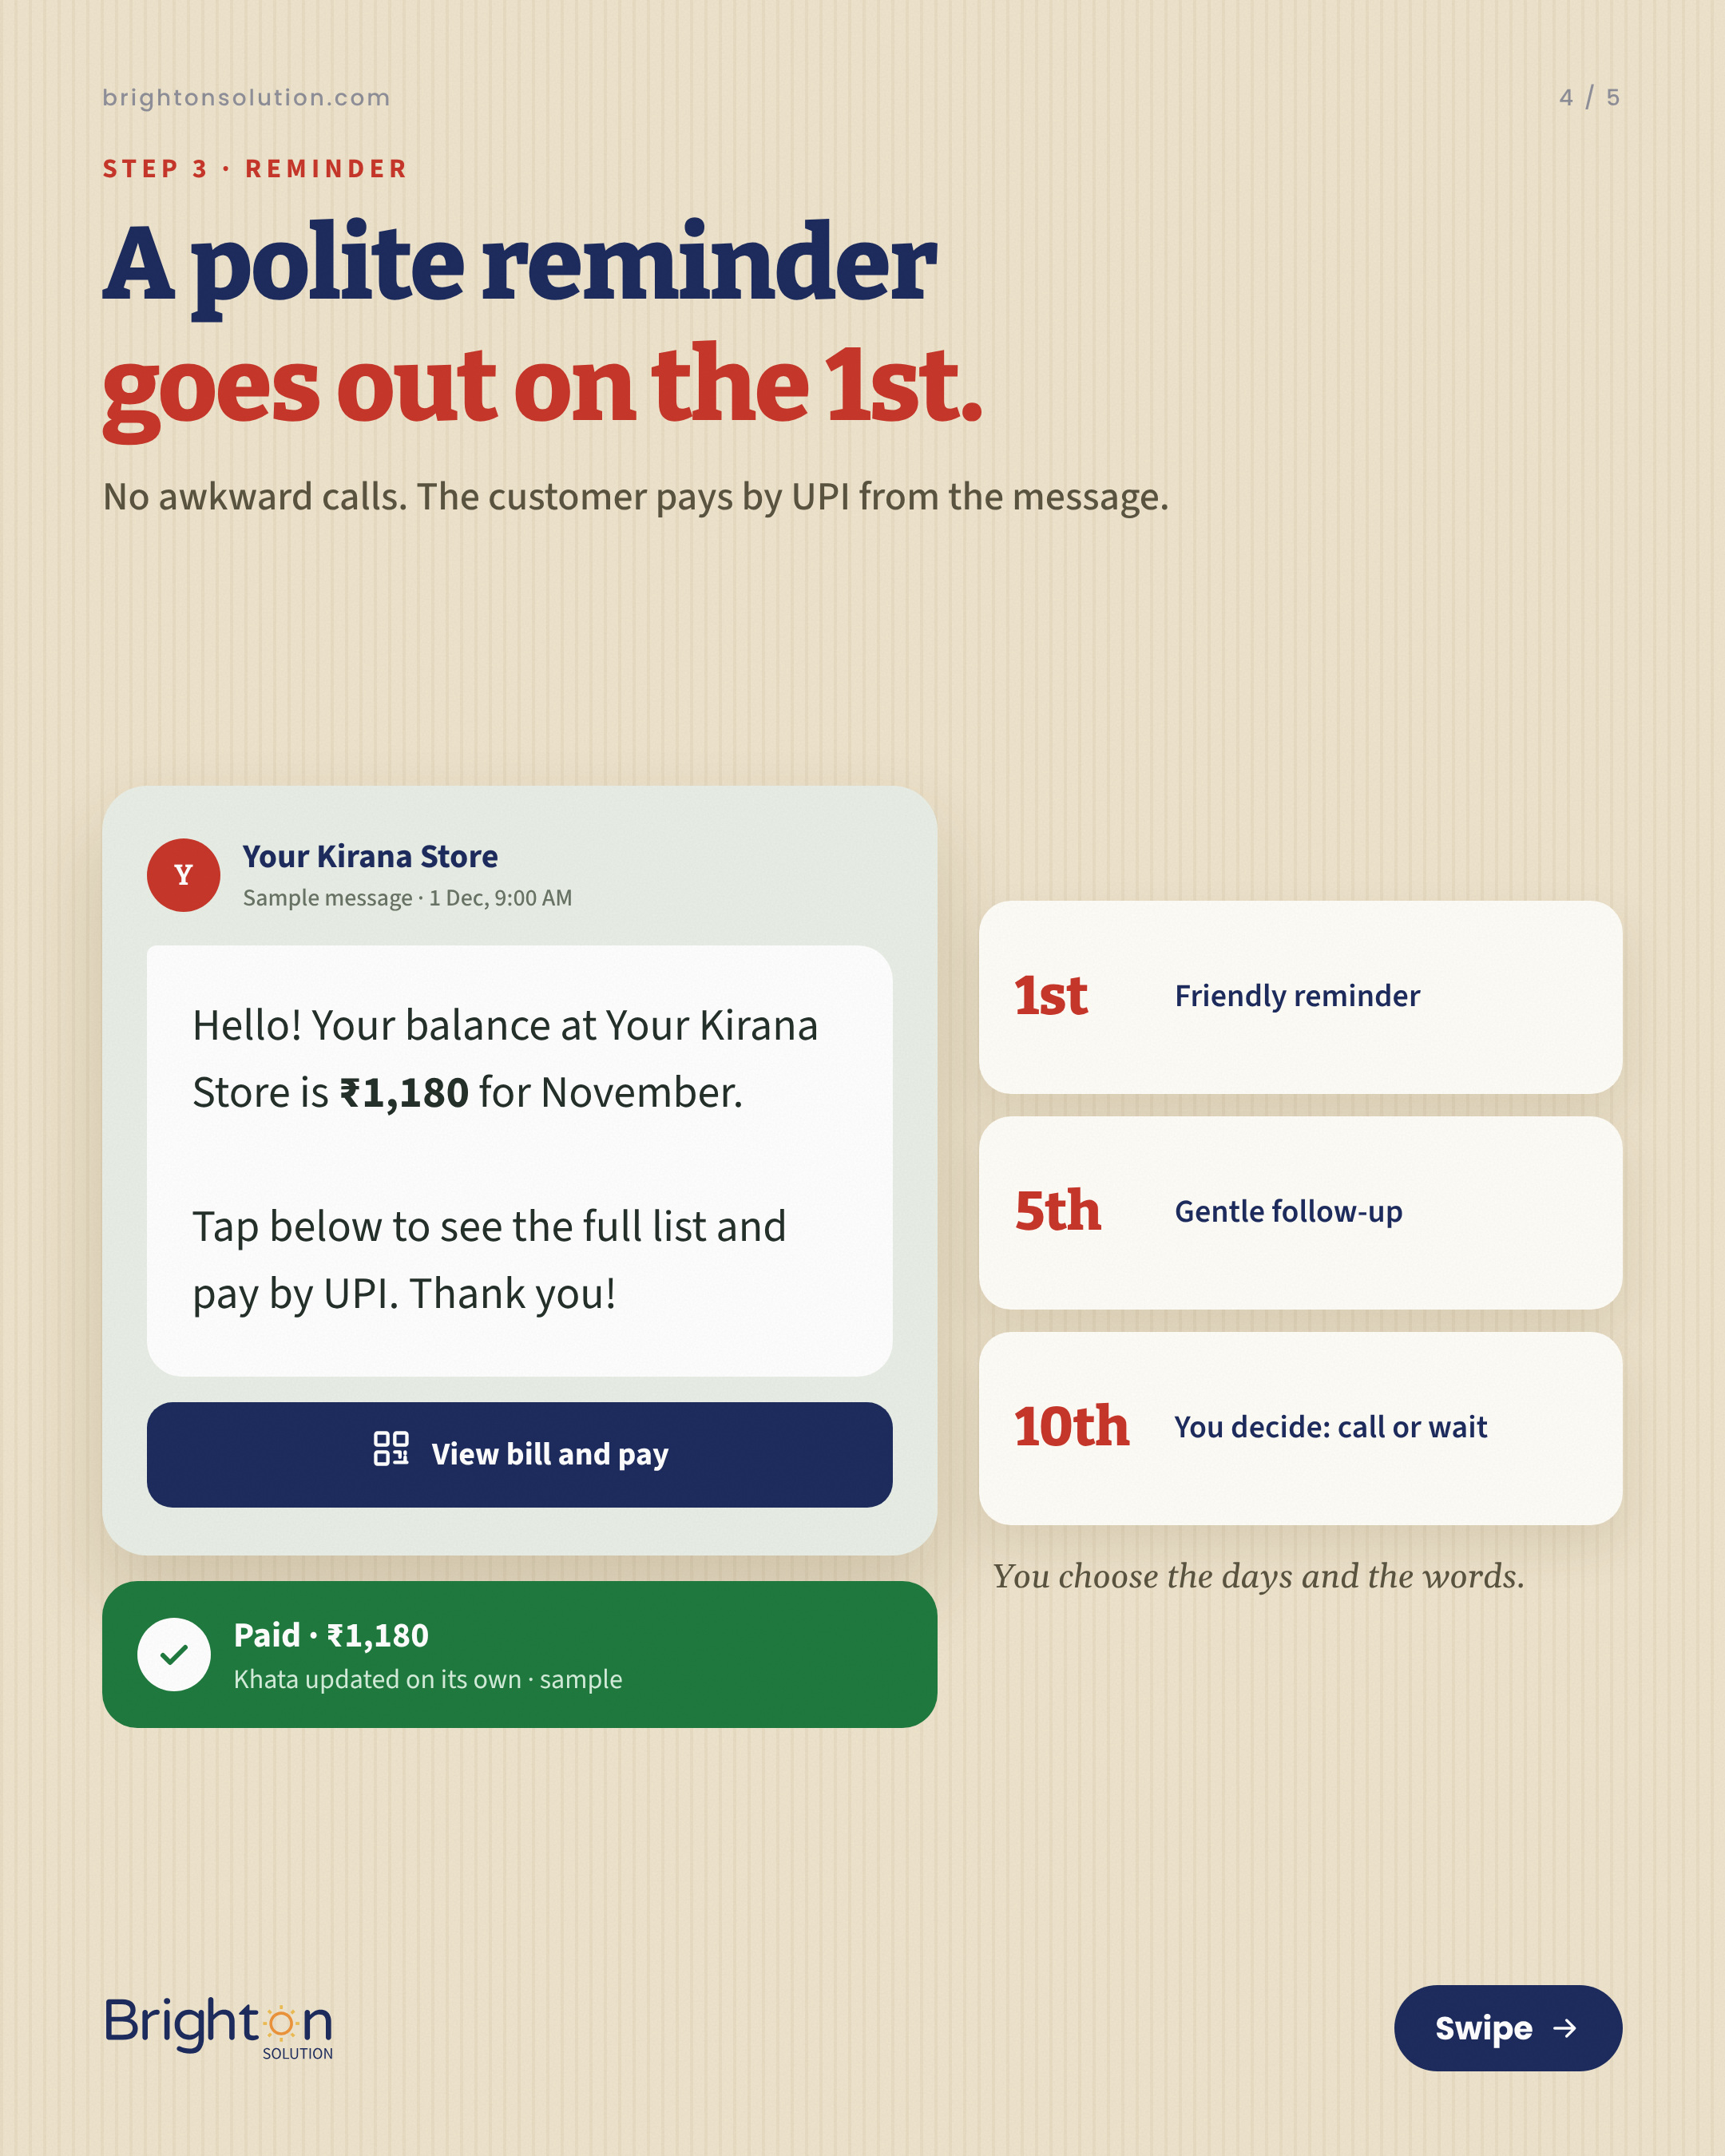 brightonsolution.com
4 / 5
STEP 3 · REMINDER
A polite reminder
goes out on the 1st.
No awkward calls. The customer pays by UPI from the message.
Y
Your Kirana Store
Sample message · 1 Dec, 9:00 AM
Hello! Your balance at Your Kirana
Store is ₹1,180 for November.
Tap below to see the full list and
pay by UPI. Thank you!
View bill and pay
Paid · ₹1,180
Khata updated on its own · sample
1st
Friendly reminder
5th
Gentle follow-up
10th
You decide: call or wait
You choose the days and the words.
Brighton
SOLUTION
Swipe →